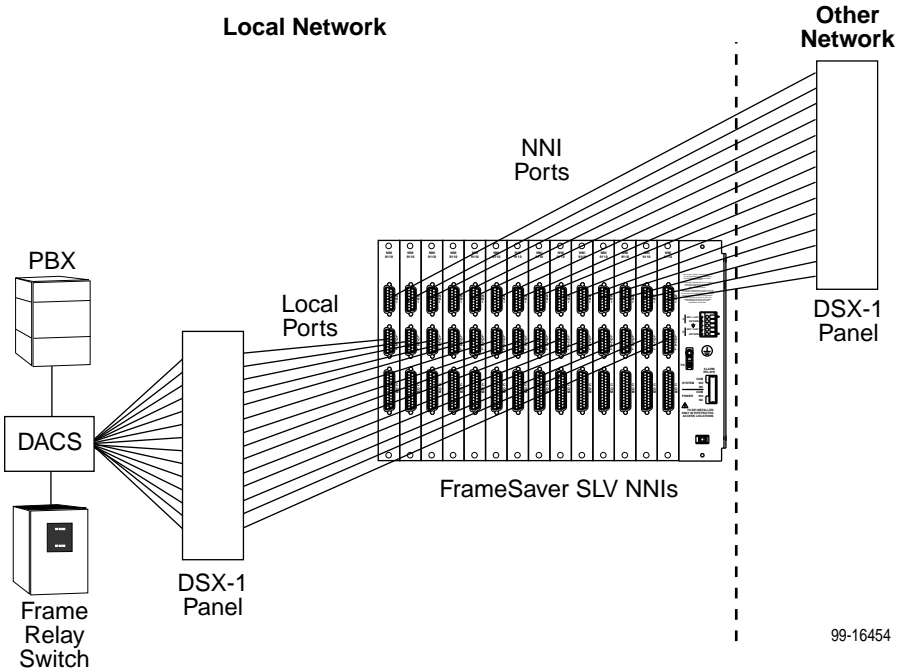 Local Network
Other
Network
NNI
Ports
PBX
Local
Ports
DSX-1
Panel
DACS
FrameSaver SLV NNIs
DSX-1
Panel
Frame
Relay
Switch
99-16454